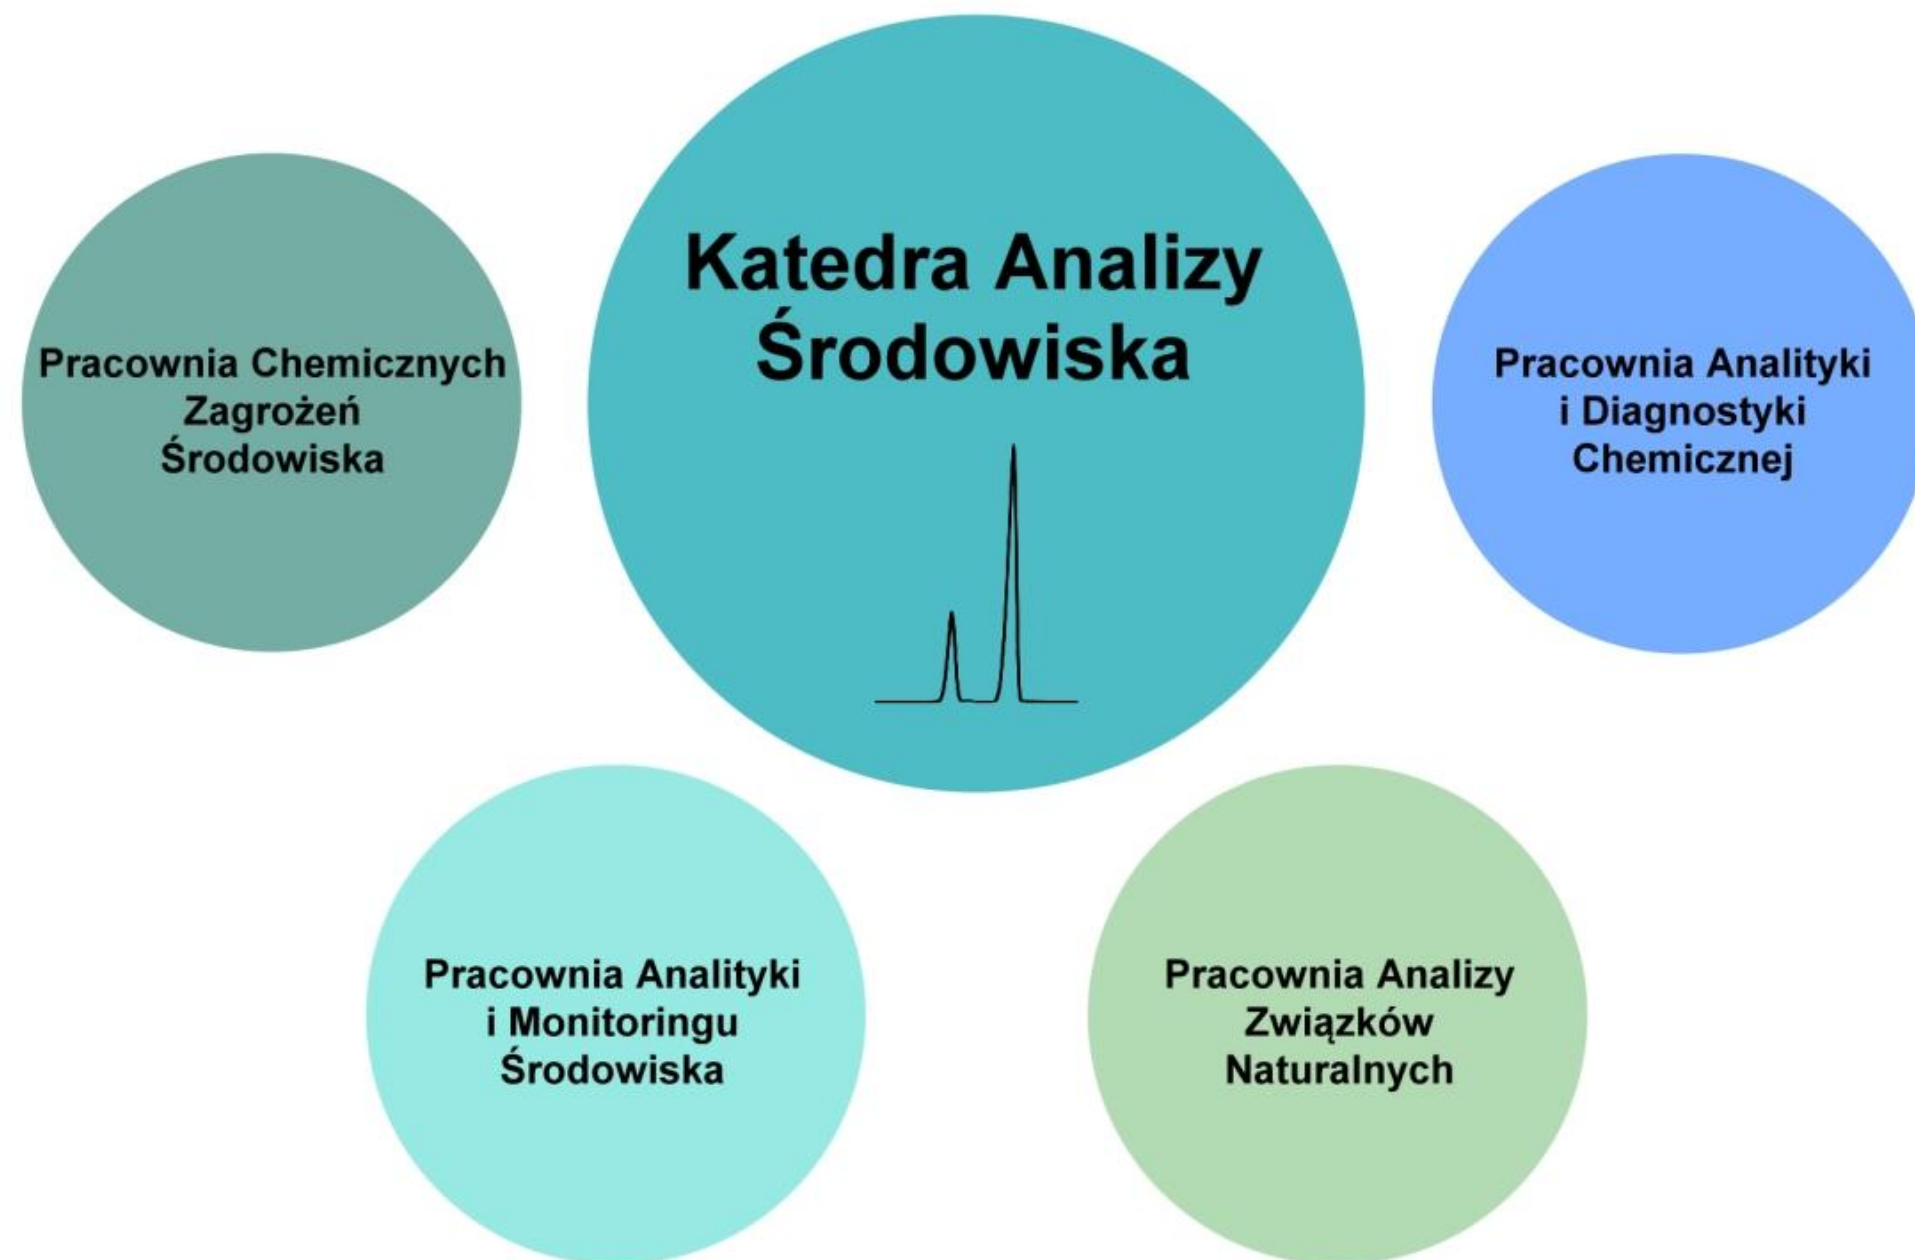 Katedra Analizy
Środowiska
Pracownia Chemicznych
Zagrożeń
Środowiska
Pracownia Analityki
i Diagnostyki
Chemicznej
Pracownia Analityki
i Monitoringu
Środowiska
Pracownia Analizy
Związków
Naturalnych